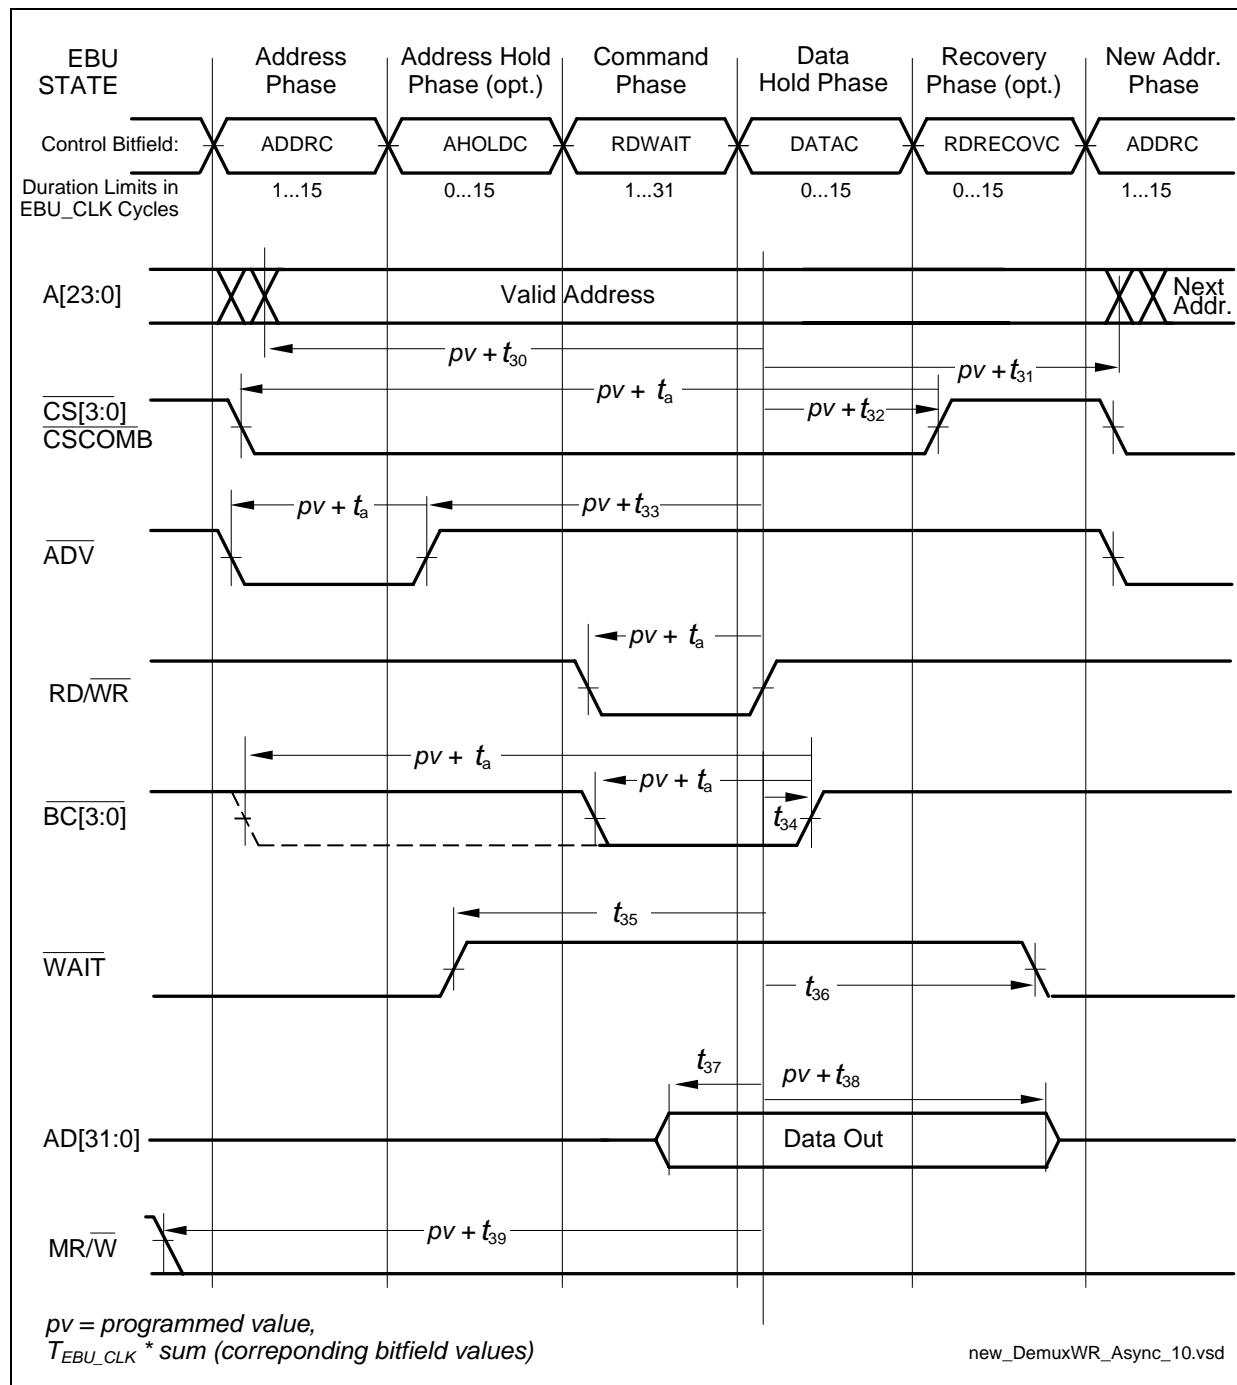 EBU STATE
Address Phase
Address Hold Phase (opt.)
Command Phase
Data Hold Phase
Recovery Phase (opt.)
New Addr. Phase
Control Bitfield: ADDRC AHOLDC RDWAIT DATAC RDRECOVC ADDRC
Duration Limits in EBU_CLK Cycles
1...15 0...15 1...31 0...15 0...15 1...15
A[23:0] Valid Address Next Addr.
pv + t30
pv + t31
pv + ta
CS[3:0]
CSCOMB
pv + t32
pv + ta
pv + t33
ADV
pv + ta
RD/WR
pv + ta
pv + ta
BC[3:0]
t34
t35
WAIT
t36
t37
pv + t38
AD[31:0] Data Out
MR/W
pv + t39
pv = programmed value,
TEBU_CLK * sum (correponding bitfield values)
new_DemuxWR_Async_10.vsd